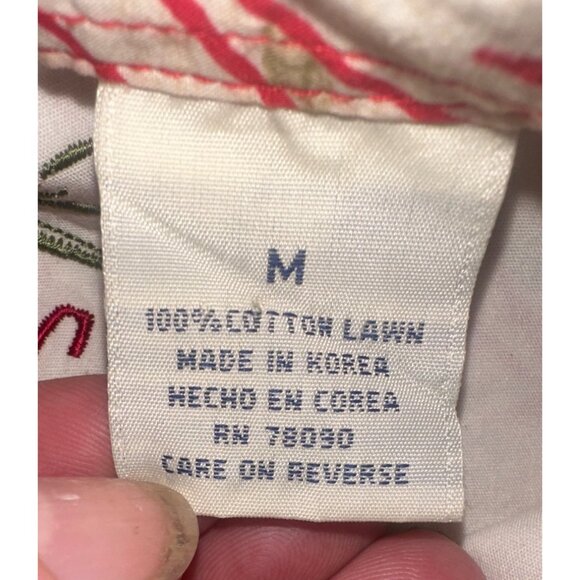 M
100% COTTON LAWN
MADE IN KOREA
HECHO EN COREA
RN 78090
CARE ON REVERSE